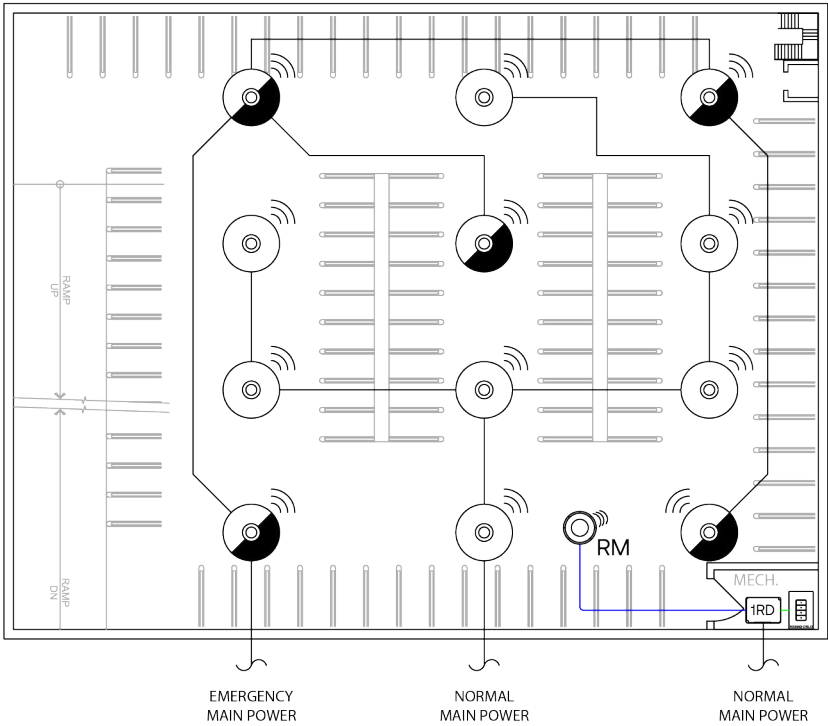 RAMP
UP
RM
RAMP
DN
MECH.
1RD
EMERGENCY
MAIN POWER
NORMAL
MAIN POWER
NORMAL
MAIN POWER